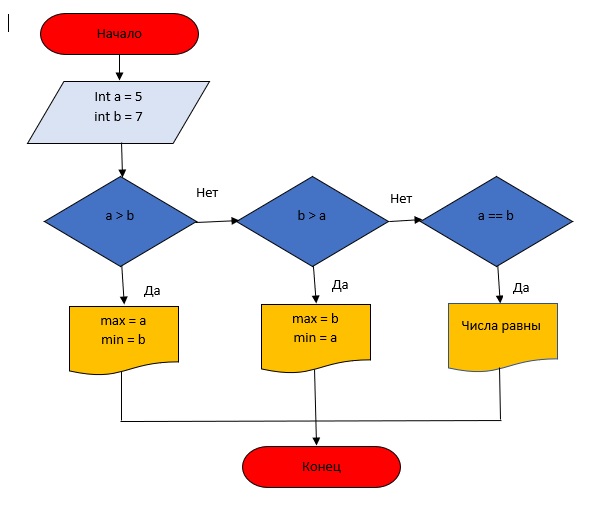 Начало
Int a = 5
int b = 7
a > b
Нет
b > a
Нет
a == b
Да
Да
Да
max = a
min = b
max = b
min = a
Числа равны
Конец